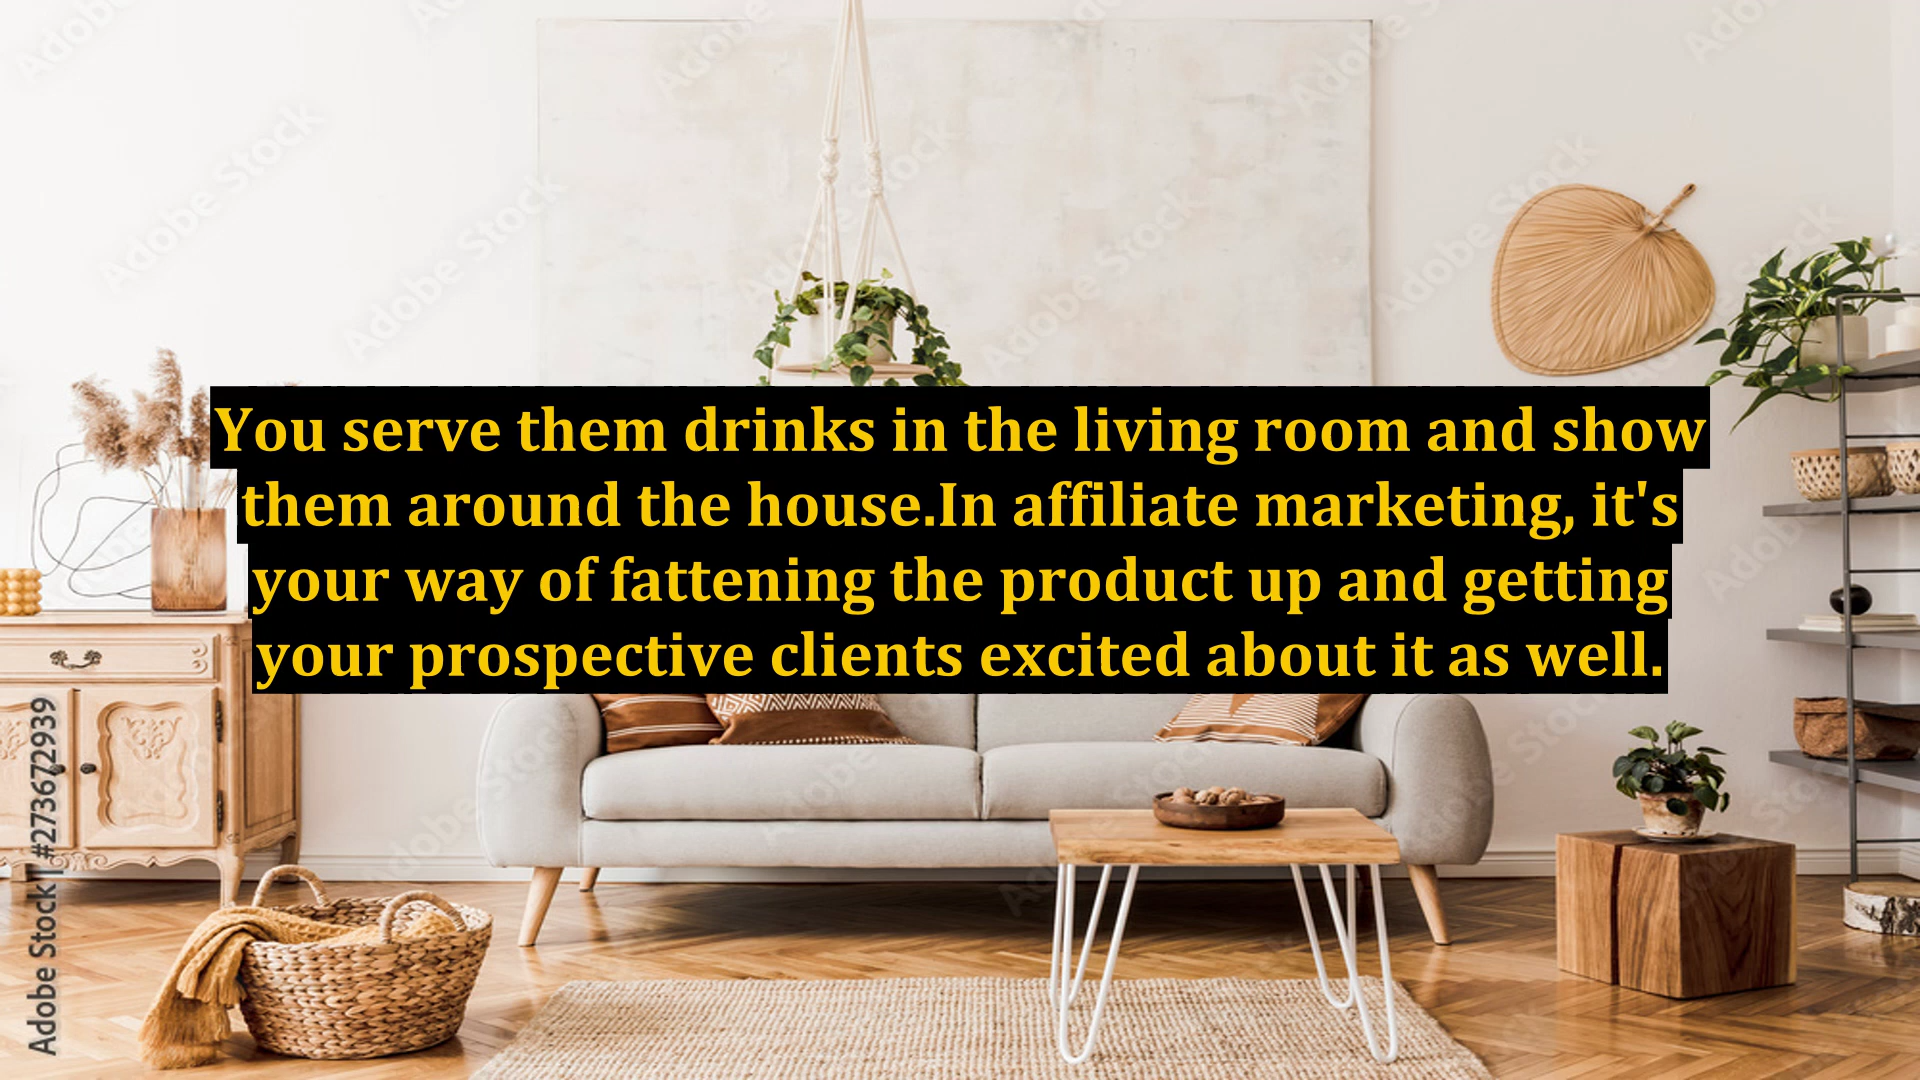 You serve them drinks in the living room and show
them around the house.In affiliate marketing, it's
your way of fattening the product up and getting
your prospective clients excited about it as well.
Adobe Stock | #273672939
Adobe Stock